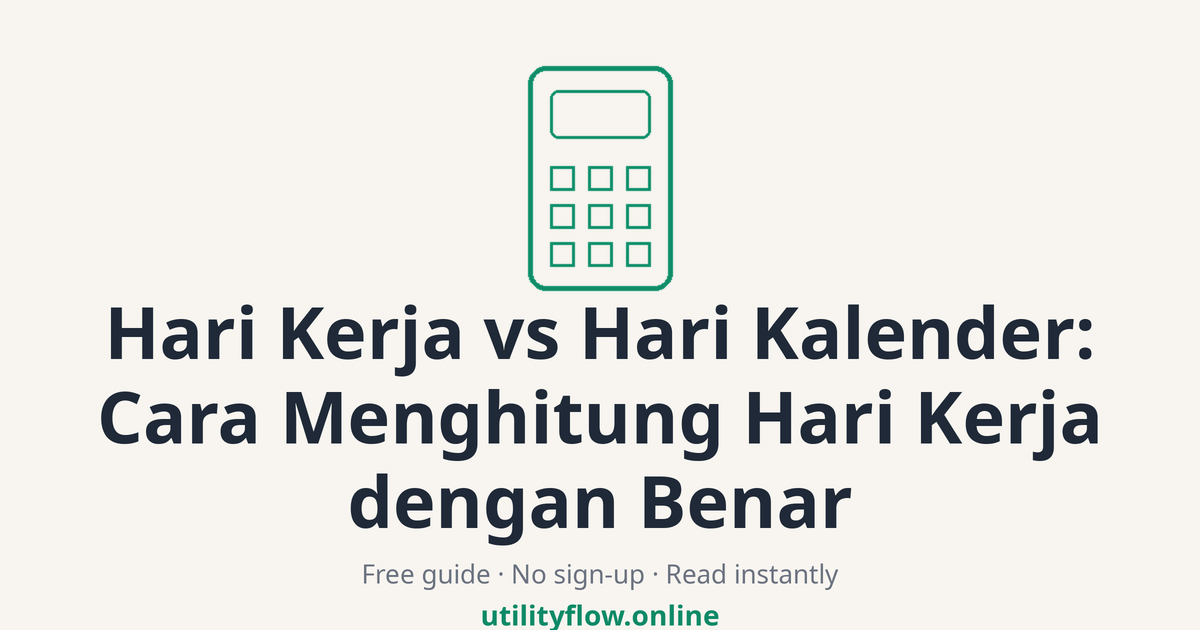 Hari Kerja vs Hari Kalender:
Cara Menghitung Hari Kerja
dengan Benar
Free guide · No sign-up · Read instantly
utilityflow.online